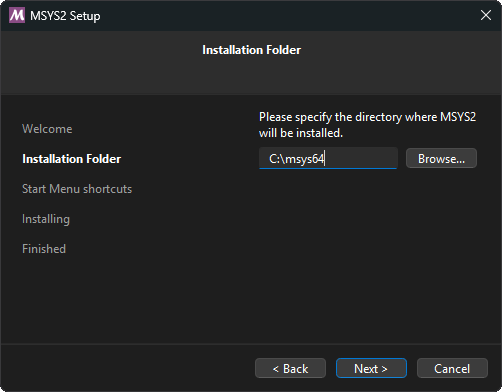 MSYS2 Setup
Installation Folder
Welcome
Installation Folder
Start Menu shortcuts
Installing
Finished
Please specify the directory where MSYS2
will be installed.
C:\msys64
Browse...
< Back
Next >
Cancel